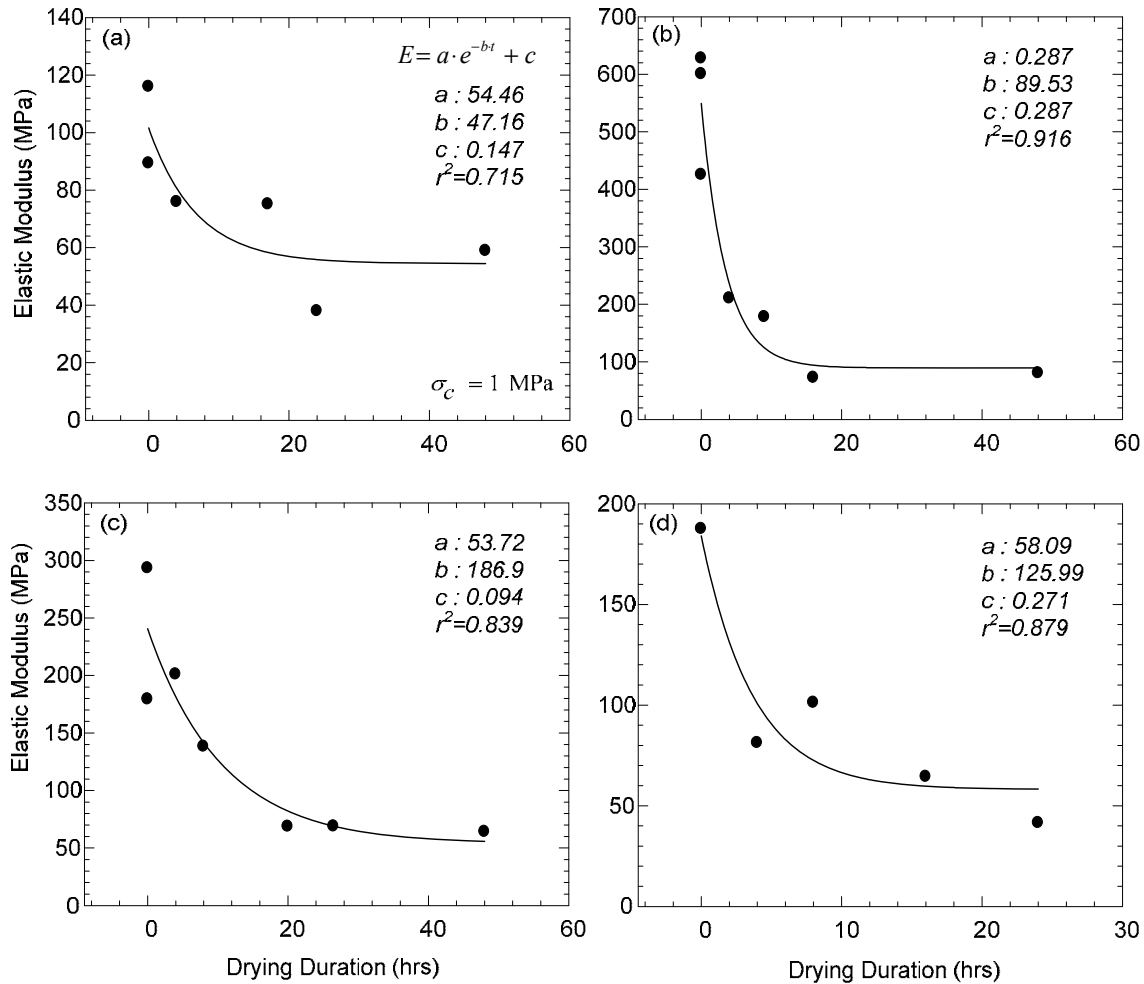 (a)
E = a·e^{-b·t} + c
a : 54.46
b : 47.16
c : 0.147
r²=0.715
σ_c = 1 MPa
140
120
100
80
60
40
20
0
0 20 40 60
Elastic Modulus (MPa)
(b)
a : 0.287
b : 89.53
c : 0.287
r²=0.916
700
600
500
400
300
200
100
0
0 20 40 60
(c)
a : 53.72
b : 186.9
c : 0.094
r²=0.839
350
300
250
200
150
100
50
0
0 20 40 60
Elastic Modulus (MPa)
Drying Duration (hrs)
(d)
a : 58.09
b : 125.99
c : 0.271
r²=0.879
200
150
100
50
0
0 10 20 30
Drying Duration (hrs)